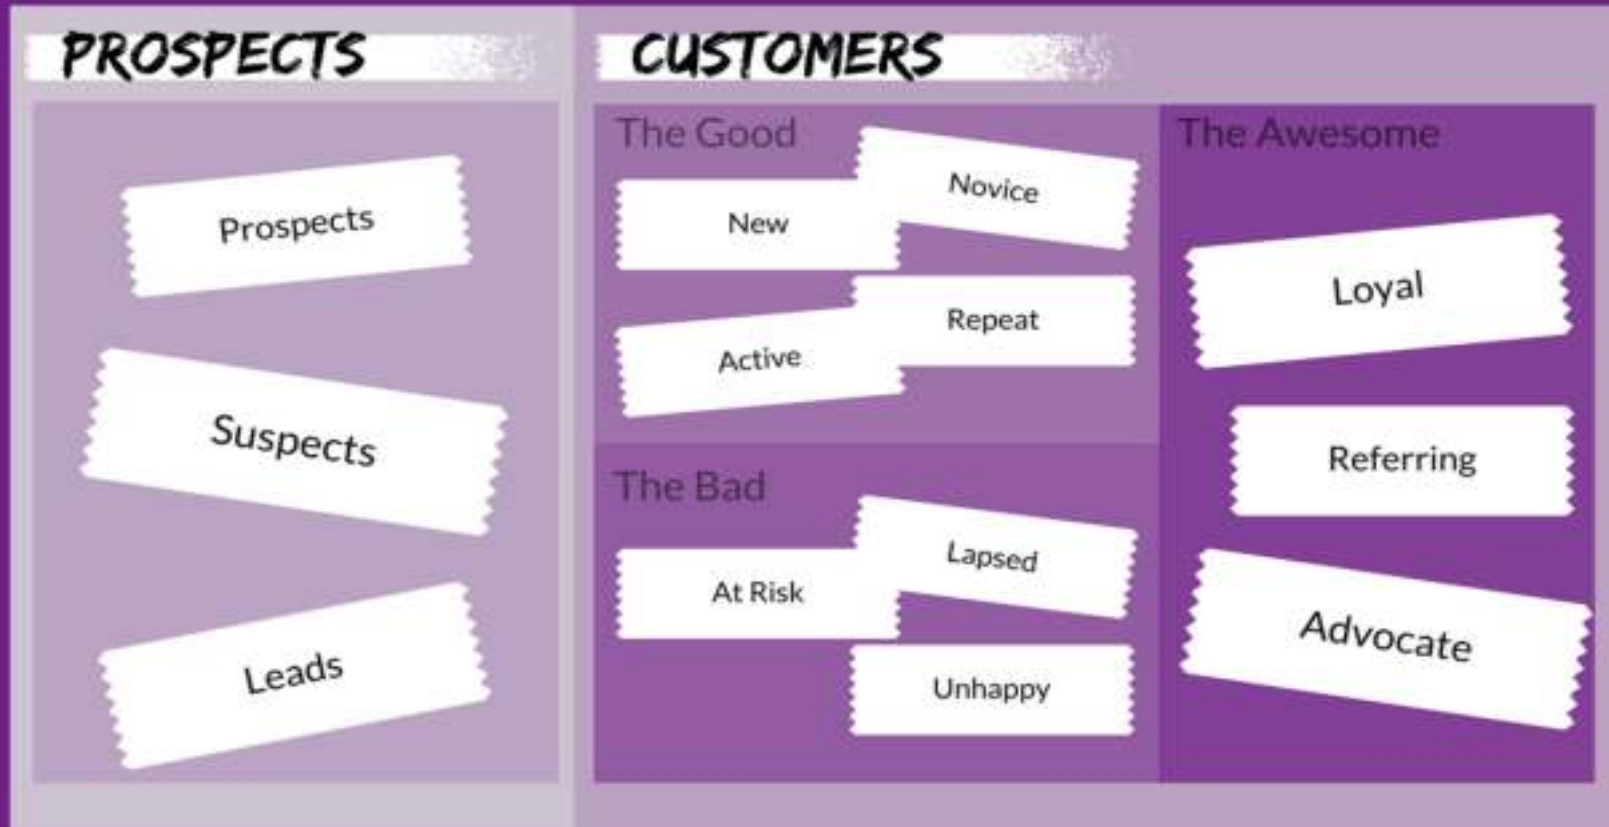 PROSPECTS
Prospects
Suspects
Leads
CUSTOMERS
The Good
New
Novice
Active
Repeat
The Bad
At Risk
Lapsed
Unhappy
The Awesome
Loyal
Referring
Advocate